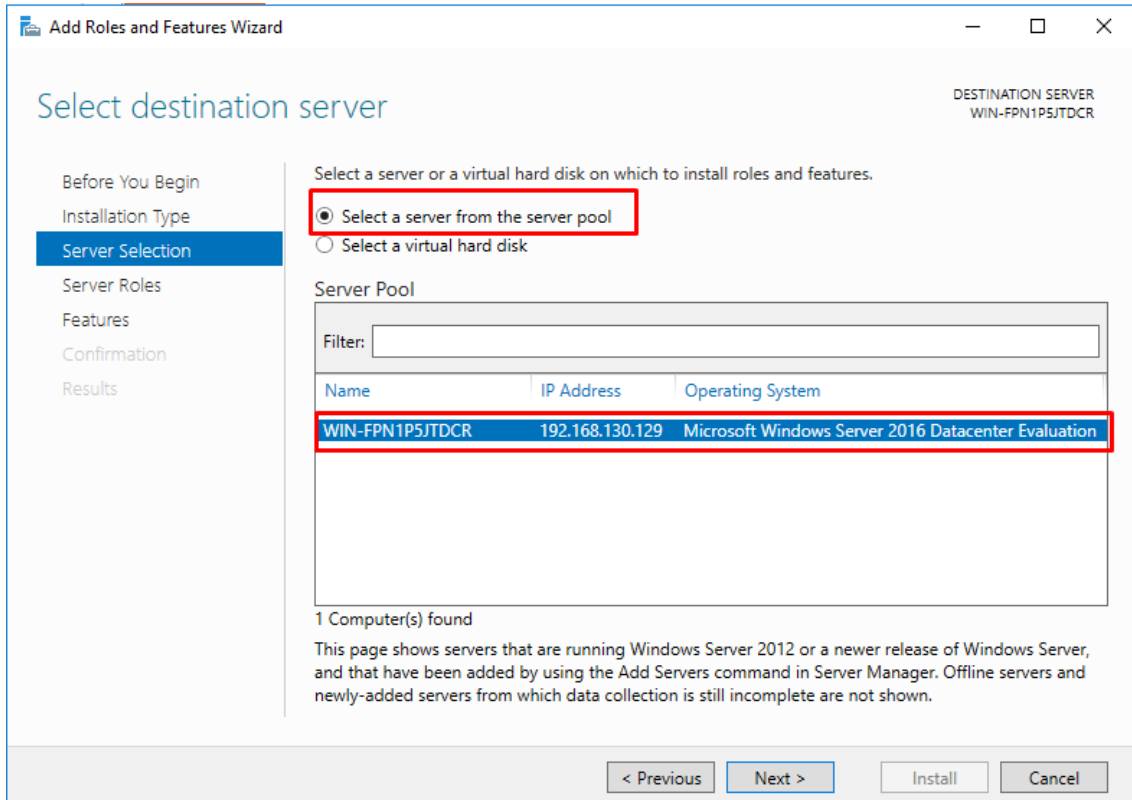 Add Roles and Features Wizard
Select destination server
DESTINATION SERVER
WIN-FPN1P5JTDCR
Before You Begin
Installation Type
Server Selection
Server Roles
Features
Confirmation
Results
Select a server or a virtual hard disk on which to install roles and features.
Select a server from the server pool
Select a virtual hard disk
Server Pool
Filter:
Name IP Address Operating System
WIN-FPN1P5JTDCR 192.168.130.129 Microsoft Windows Server 2016 Datacenter Evaluation
1 Computer(s) found
This page shows servers that are running Windows Server 2012 or a newer release of Windows Server,
and that have been added by using the Add Servers command in Server Manager. Offline servers and
newly-added servers from which data collection is still incomplete are not shown.
< Previous Next > Install Cancel